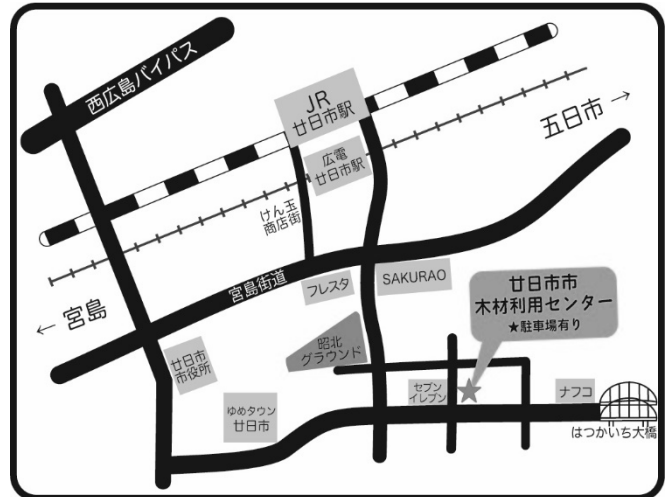 西広島バイパス
JR
廿日市駅
五日市→
広電
廿日市駅
けん玉
商店街
宮島街道
←宮島
フレスタ
SAKURAO
廿日市市
木材利用センター
★駐車場有り
昭北
グラウンド
廿日市
市役所
ゆめタウン
廿日市
セブン
イレブン
ナフコ
はつかいち大橋